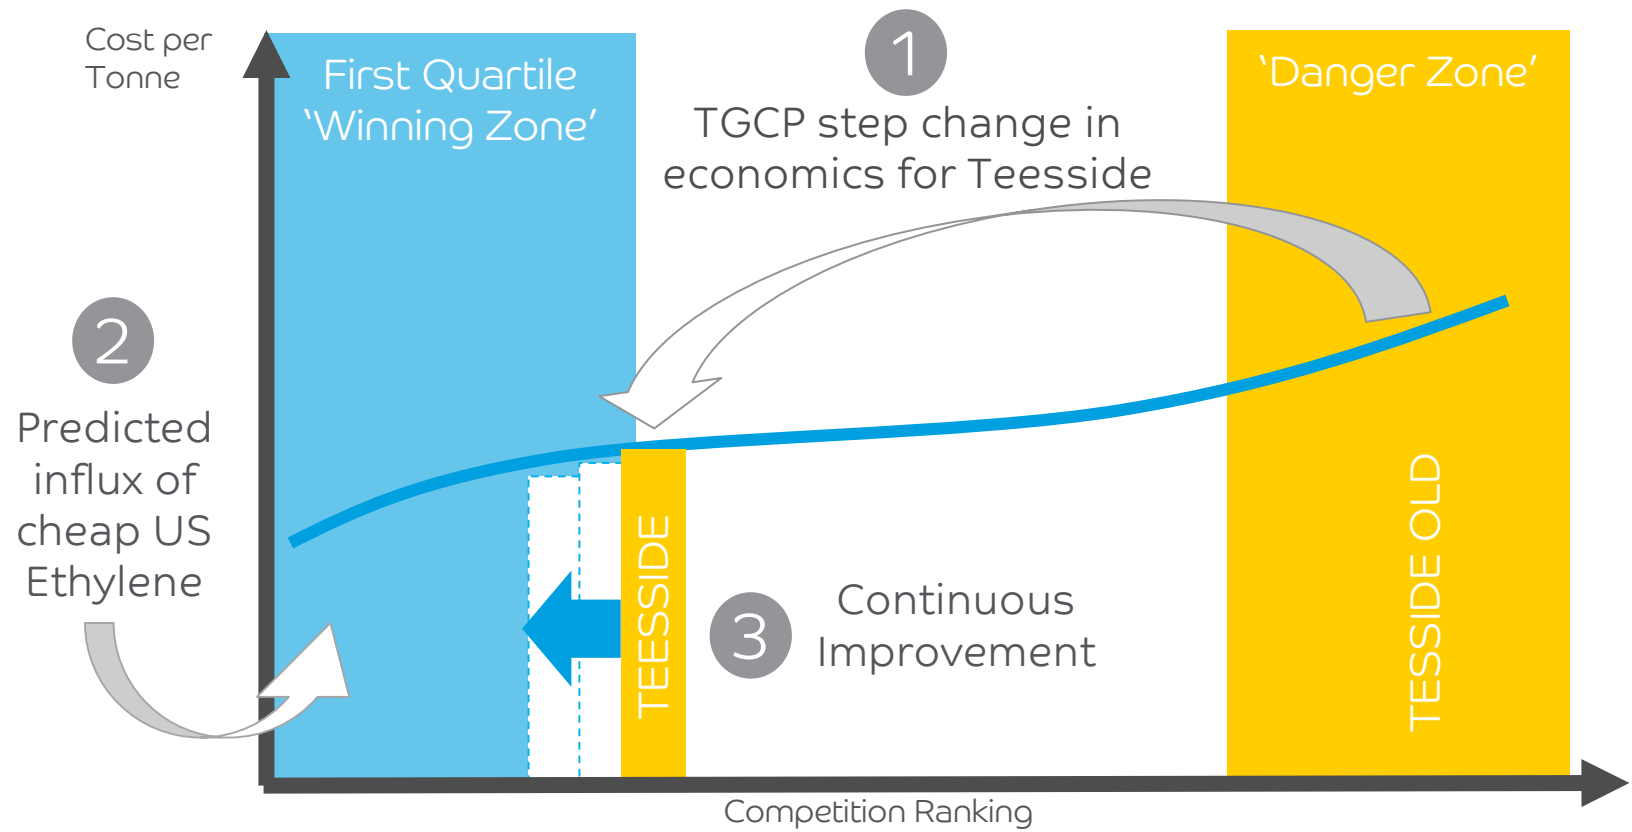 Cost per
Tonne
First Quartile
‘Winning Zone’
1
TGCP step change in
economics for Teesside
‘Danger Zone’
2
Predicted
influx of
cheap US
Ethylene
TEESSIDE
3
Continuous
Improvement
TESSIDE OLD
Competition Ranking